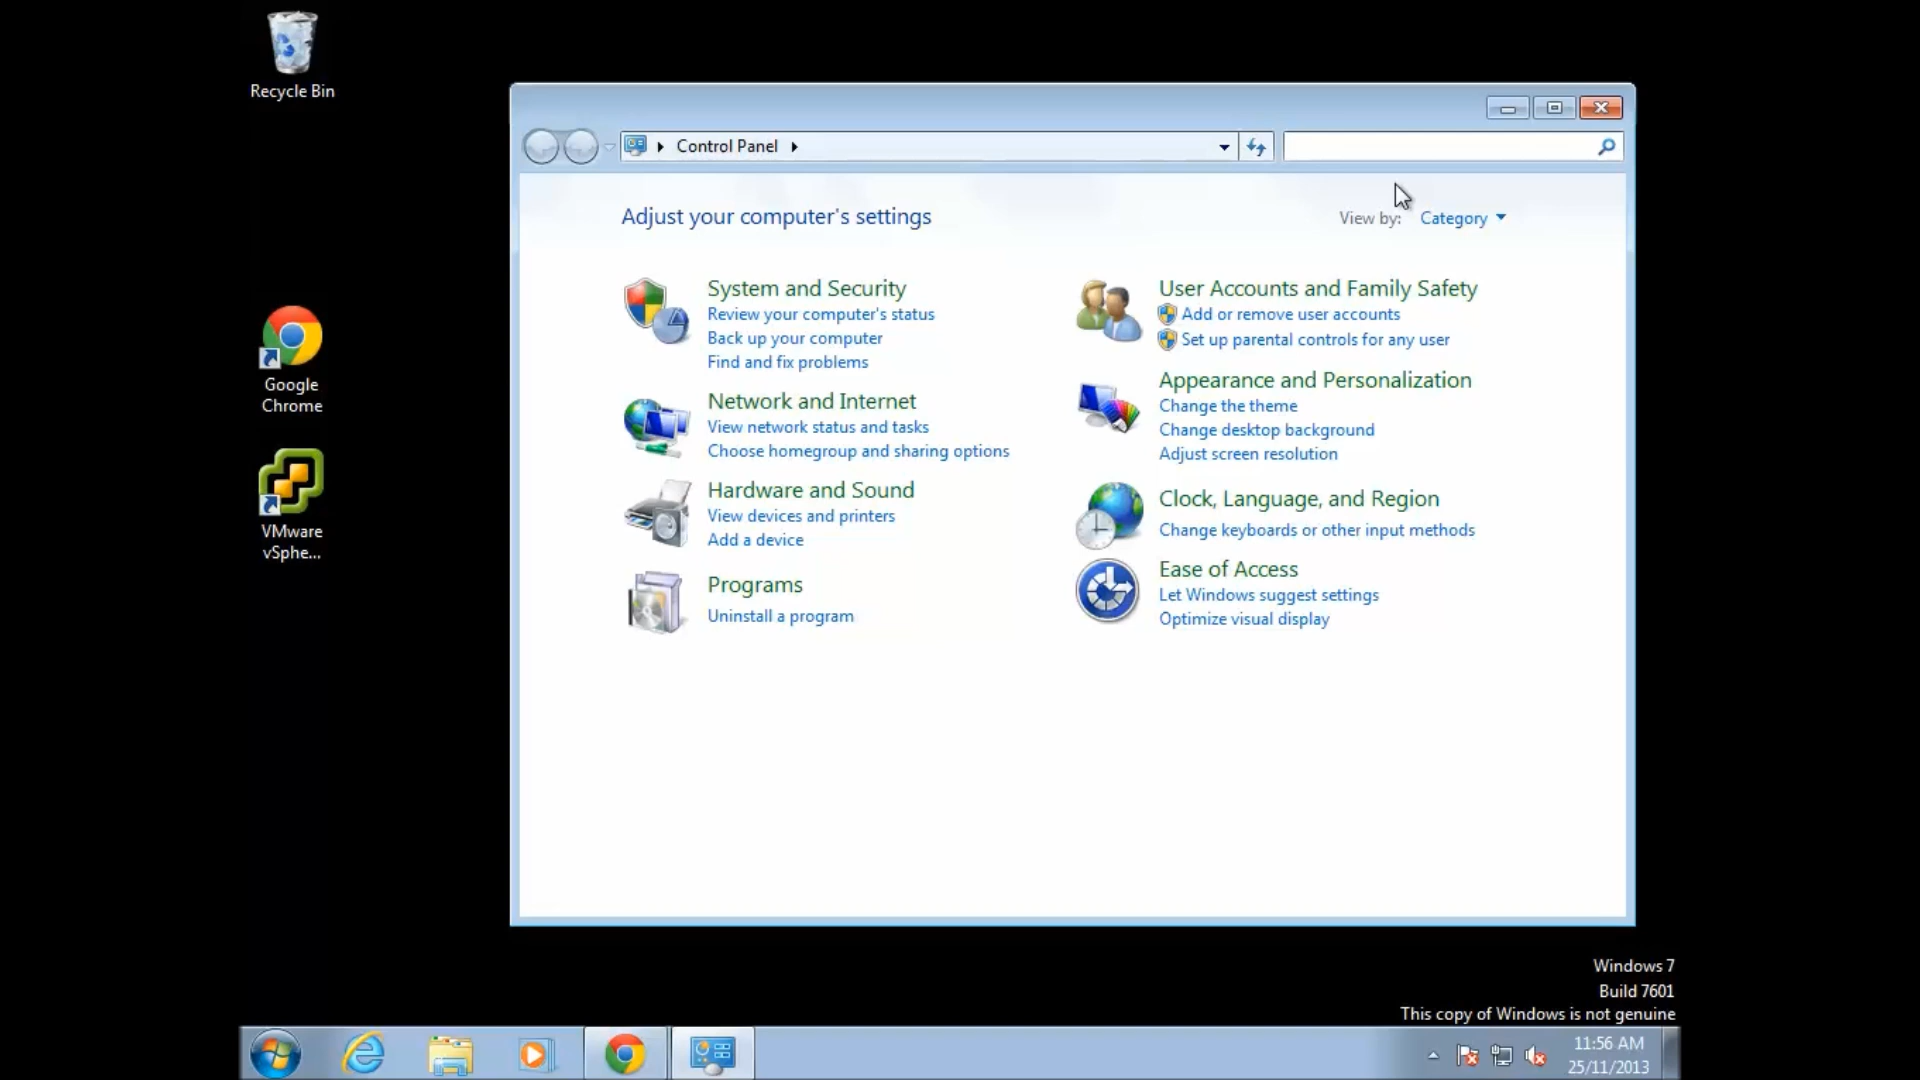 Recycle Bin
Google
Chrome
VMware
vSphe...
Control Panel
Adjust your computer's settings
View by: Category
System and Security
Review your computer's status
Back up your computer
Find and fix problems
Network and Internet
View network status and tasks
Choose homegroup and sharing options
Hardware and Sound
View devices and printers
Add a device
Programs
Uninstall a program
User Accounts and Family Safety
Add or remove user accounts
Set up parental controls for any user
Appearance and Personalization
Change the theme
Change desktop background
Adjust screen resolution
Clock, Language, and Region
Change keyboards or other input methods
Ease of Access
Let Windows suggest settings
Optimize visual display
Windows 7
Build 7601
This copy of Windows is not genuine
11:56 AM
25/11/2013